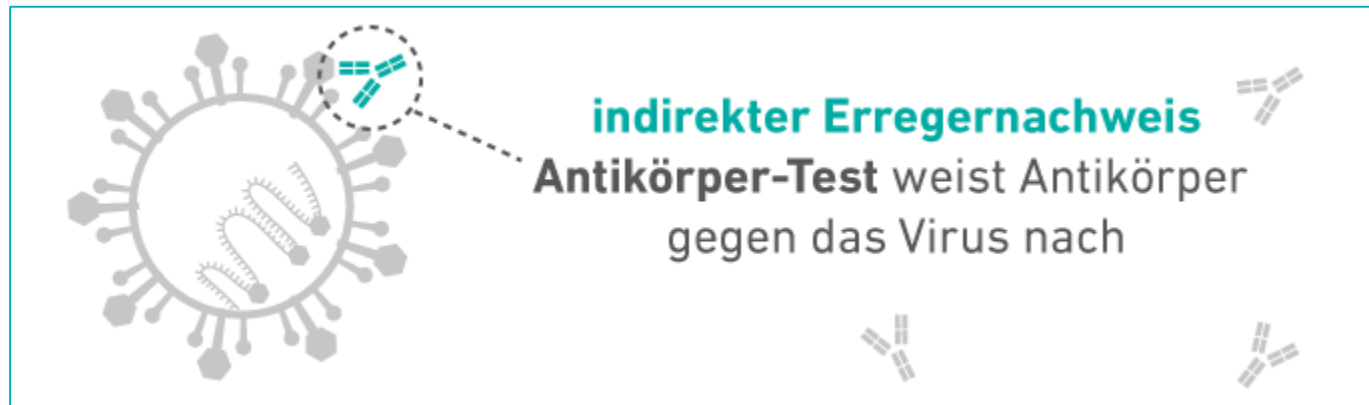 indirekter Erregernachweis
Antikörper-Test weist Antikörper
gegen das Virus nach